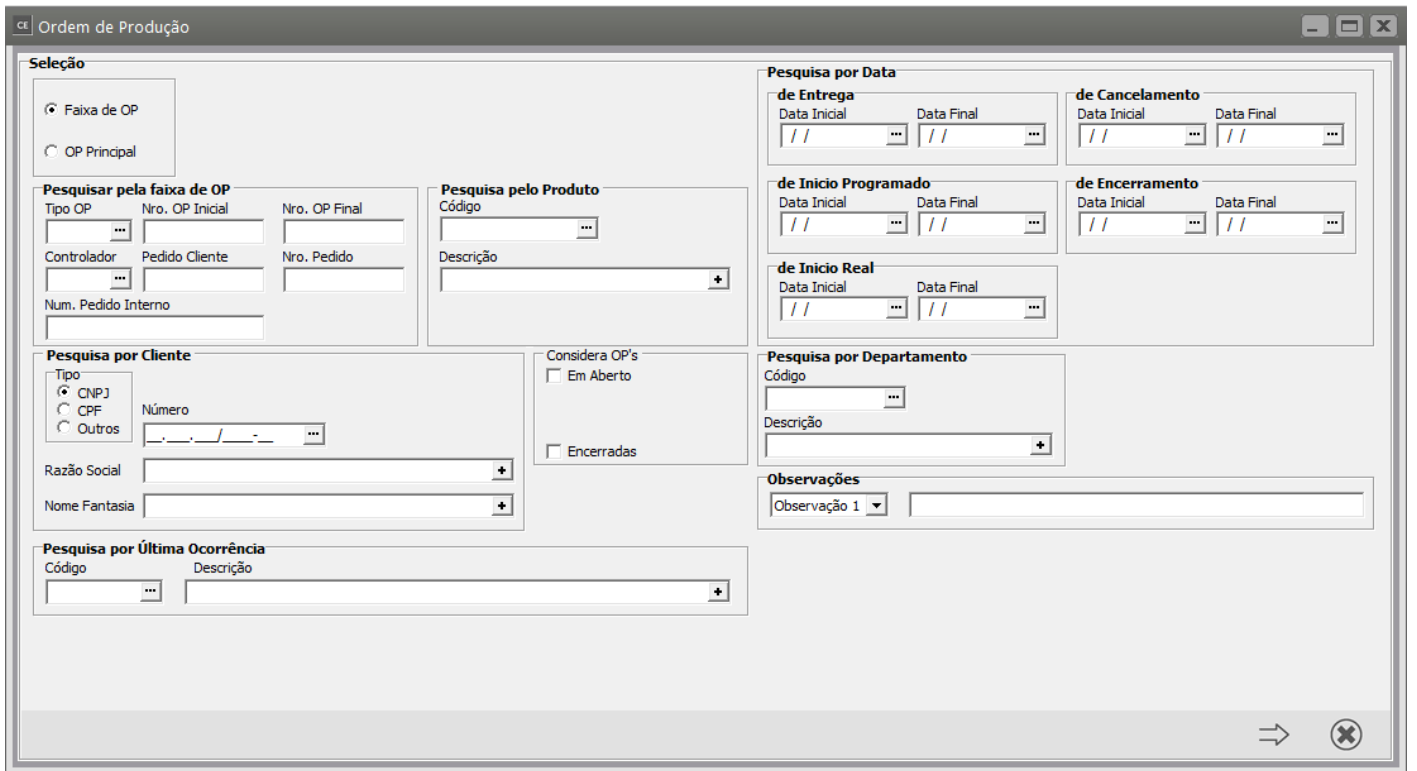 CE Ordem de Produção
Seleção
Faixa de OP
OP Principal
Pesquisar pela faixa de OP
Tipo OP Nro. OP Inicial Nro. OP Final
Controlador Pedido Cliente Nro. Pedido
Num. Pedido Interno
Pesquisa pelo Produto
Código
Descrição
Pesquisa por Data
de Entrega
Data Inicial Data Final
/ / / /
de Cancelamento
Data Inicial Data Final
/ / / /
de Inicio Programado
Data Inicial Data Final
/ / / /
de Encerramento
Data Inicial Data Final
/ / / /
de Inicio Real
Data Inicial Data Final
/ / / /
Pesquisa por Cliente
Tipo
CNPJ
CPF
Outros
Número
__.___.___/____-__
Razão Social
Nome Fantasia
Considera OP's
Em Aberto
Encerradas
Pesquisa por Departamento
Código
Descrição
Observações
Observação 1
Pesquisa por Última Ocorrência
Código Descrição